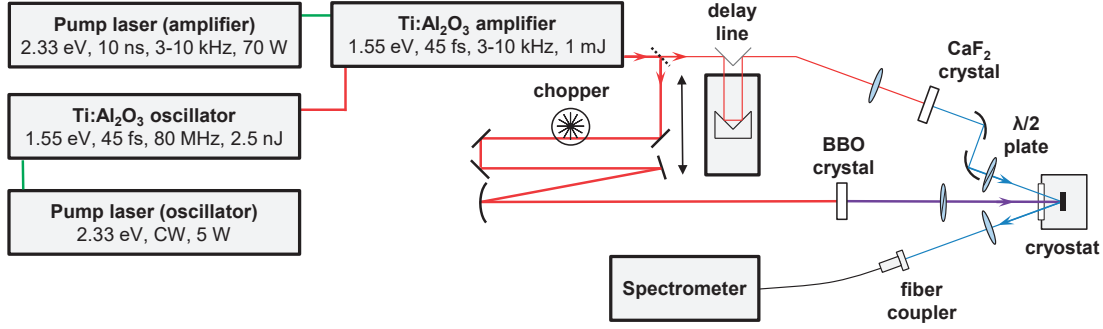 Pump laser (amplifier)
2.33 eV, 10 ns, 3-10 kHz, 70 W
Ti:Al₂O₃ amplifier
1.55 eV, 45 fs, 3-10 kHz, 1 mJ
delay
line
CaF₂
crystal
chopper
Ti:Al₂O₃ oscillator
1.55 eV, 45 fs, 80 MHz, 2.5 nJ
λ/2
plate
BBO
crystal
Pump laser (oscillator)
2.33 eV, CW, 5 W
cryostat
Spectrometer
fiber
coupler